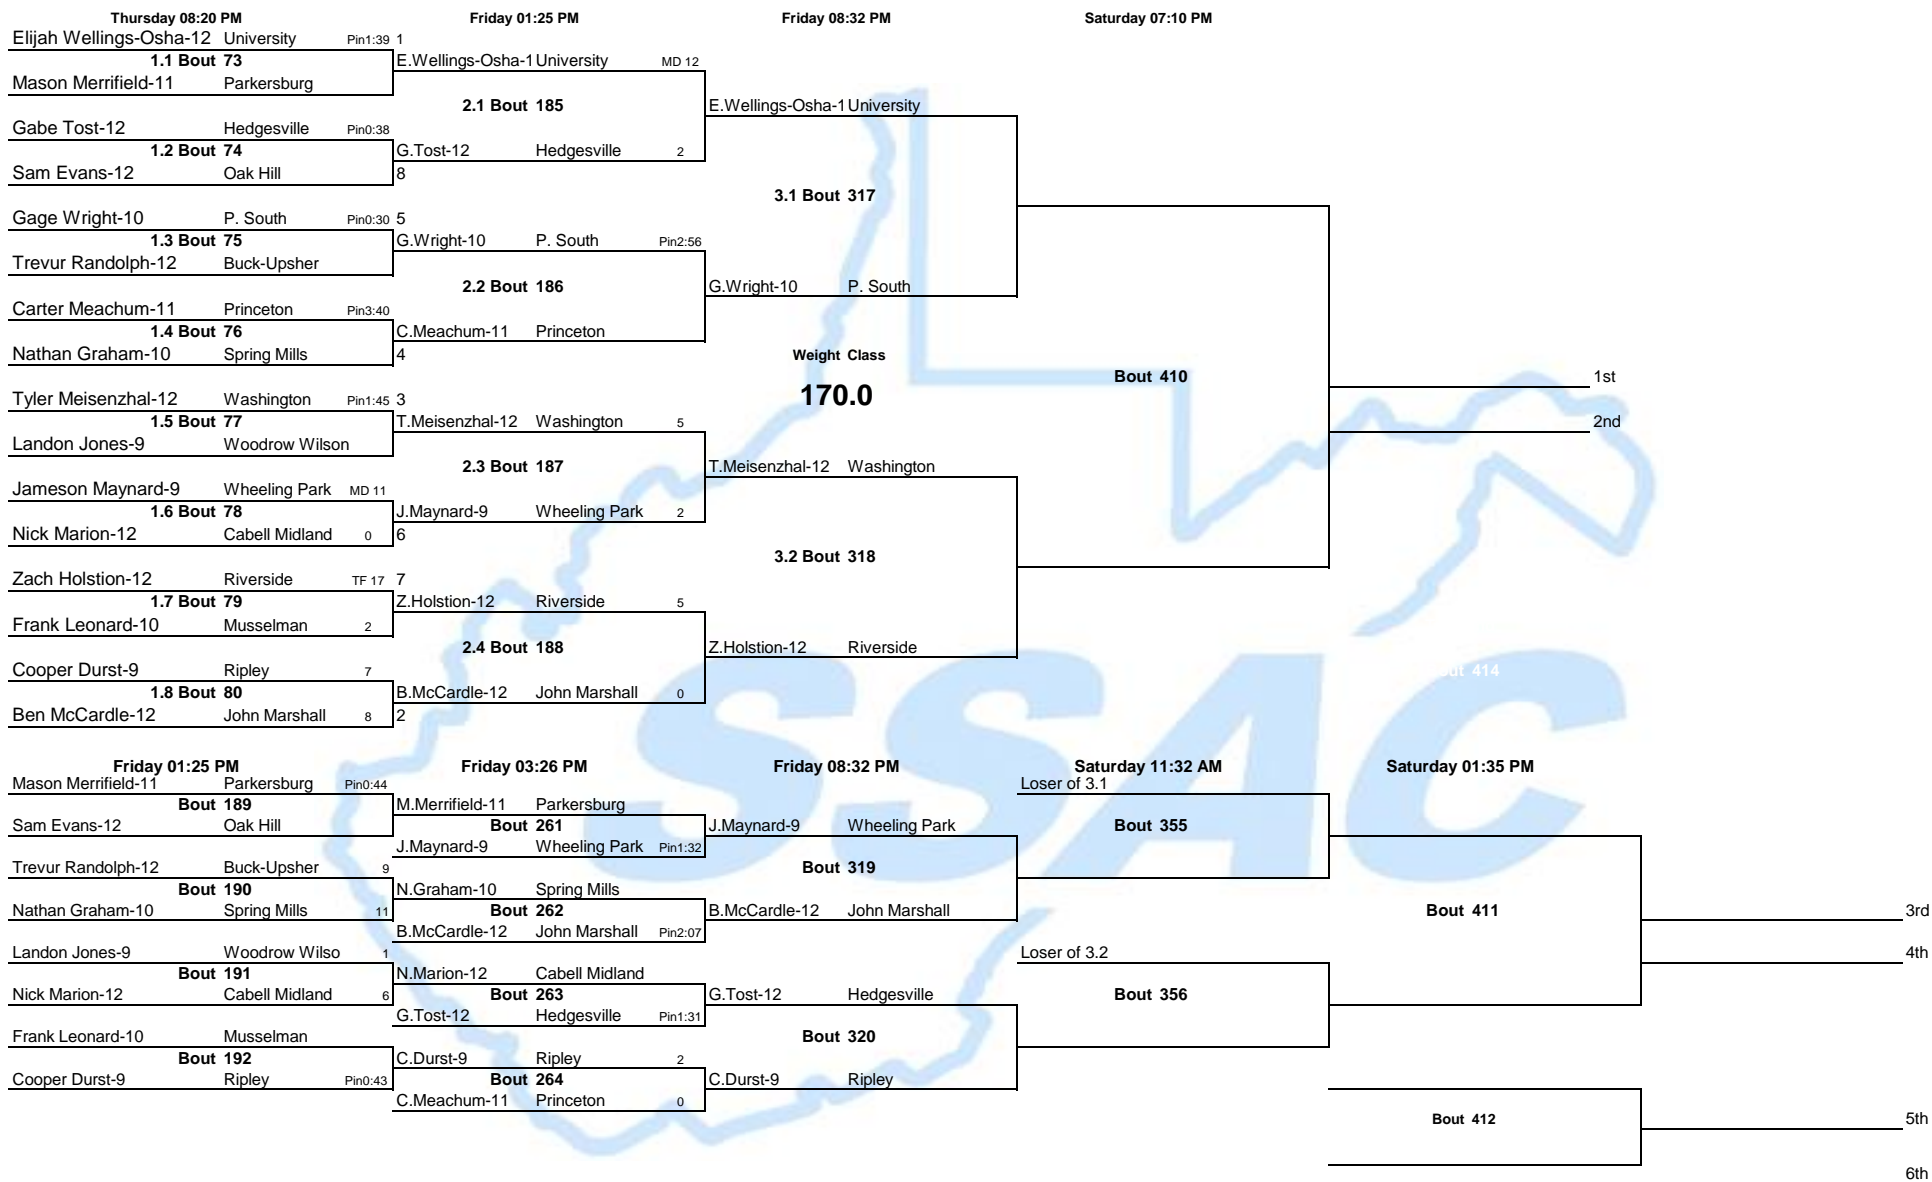 Thursday 08:20 PM Friday 01:25 PM Friday 08:32 PM Saturday 07:10 PM
Elijah Wellings-Osha-12 University Pin1:39 1
1.1 Bout 73 E.Wellings-Osha-1 University MD 12
Mason Merrifield-11 Parkersburg
2.1 Bout 185 E.Wellings-Osha-1 University
Gabe Tost-12 Hedgesville Pin0:38
1.2 Bout 74 G.Tost-12 Hedgesville 2
Sam Evans-12 Oak Hill 8
3.1 Bout 317
Gage Wright-10 P. South Pin0:30 5
1.3 Bout 75 G.Wright-10 P. South Pin2:56
Trevur Randolph-12 Buck-Upsher
2.2 Bout 186 G.Wright-10 P. South
Carter Meachum-11 Princeton Pin3:40
1.4 Bout 76 C.Meachum-11 Princeton
Nathan Graham-10 Spring Mills 4 Weight Class
Bout 410 1st
170.0
Tyler Meisenzhal-12 Washington Pin1:45 3
1.5 Bout 77 T.Meisenzhal-12 Washington 5 2nd
Landon Jones-9 Woodrow Wilson
2.3 Bout 187 T.Meisenzhal-12 Washington
Jameson Maynard-9 Wheeling Park MD 11
1.6 Bout 78 J.Maynard-9 Wheeling Park 2
Nick Marion-12 Cabell Midland 0 6
3.2 Bout 318
Zach Holstion-12 Riverside TF 17 7
1.7 Bout 79 Z.Holstion-12 Riverside 5
Frank Leonard-10 Musselman 2
2.4 Bout 188 Z.Holstion-12 Riverside
Cooper Durst-9 Ripley 7 414
1.8 Bout 80 B.McCardle-12 John Marshall 0
Ben McCardle-12 John Marshall 8 2
SSAC
Friday 01:25 PM Friday 03:26 PM Friday 08:32 PM Saturday 11:32 AM Saturday 01:35 PM
Mason Merrifield-11 Parkersburg Pin0:44 Loser of 3.1
Bout 189 M.Merrifield-11 Parkersburg
Sam Evans-12 Oak Hill Bout 261 J.Maynard-9 Wheeling Park Bout 355
J.Maynard-9 Wheeling Park Pin1:32
Trevur Randolph-12 Buck-Upsher 9 Bout 319
Bout 190 N.Graham-10 Spring Mills
Nathan Graham-10 Spring Mills 11 Bout 262 B.McCardle-12 John Marshall Bout 411 3rd
B.McCardle-12 John Marshall Pin2:07
Landon Jones-9 Woodrow Wilso 1 Loser of 3.2 4th
Bout 191 N.Marion-12 Cabell Midland
Nick Marion-12 Cabell Midland 6 Bout 263 G.Tost-12 Hedgesville Bout 356
G.Tost-12 Hedgesville Pin1:31
Frank Leonard-10 Musselman Bout 320
Bout 192 C.Durst-9 Ripley 2
Cooper Durst-9 Ripley Pin0:43 Bout 264 C.Durst-9 Ripley
C.Meachum-11 Princeton 0
Bout 412 5th
6th